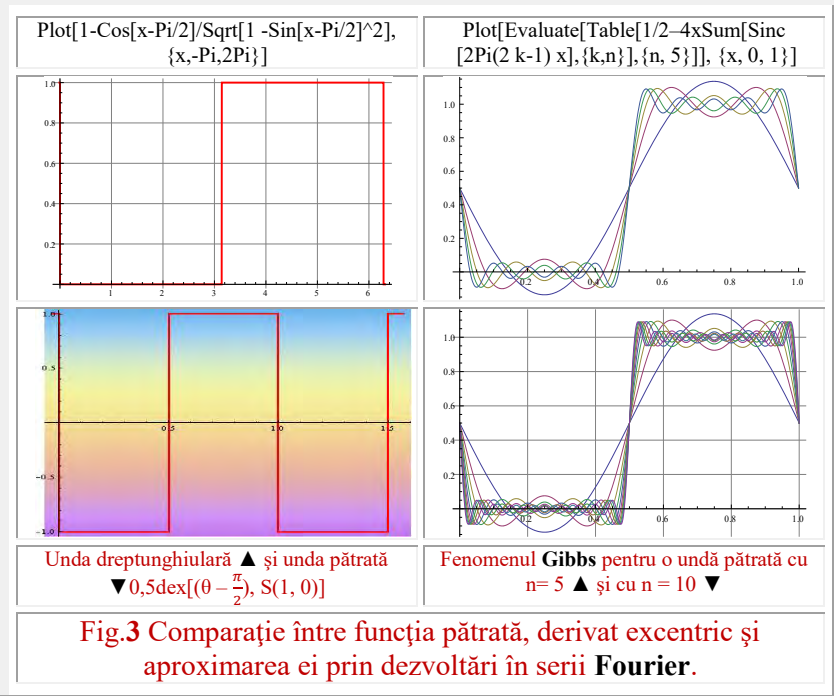 Plot[1-Cos[x-Pi/2]/Sqrt[1 -Sin[x-Pi/2]^2],
{x,-Pi,2Pi}]
Plot[Evaluate[Table[1/2–4xSum[Sinc
[2Pi(2 k-1) x],{k,n}],{n, 5}]], {x, 0, 1}]
1.0
0.8
0.6
0.4
0.2
1 2 3 4 5 6
1.0
0.8
0.6
0.4
0.2
0.2 0.4 0.6 0.8 1.0
1.0
0.5
-0.5
-1.0
0.5 1.0 1.5
1.0
0.8
0.6
0.4
0.2
0.2 0.4 0.6 0.8 1.0
Unda dreptunghiulară ▲ şi unda pătrată
▼0,5dex[(θ – π/2), S(1, 0)]
Fenomenul Gibbs pentru o undă pătrată cu
n= 5 ▲ şi cu n = 10 ▼
Fig.3 Comparaţie între funcţia pătrată, derivat excentric şi
aproximarea ei prin dezvoltări în serii Fourier.